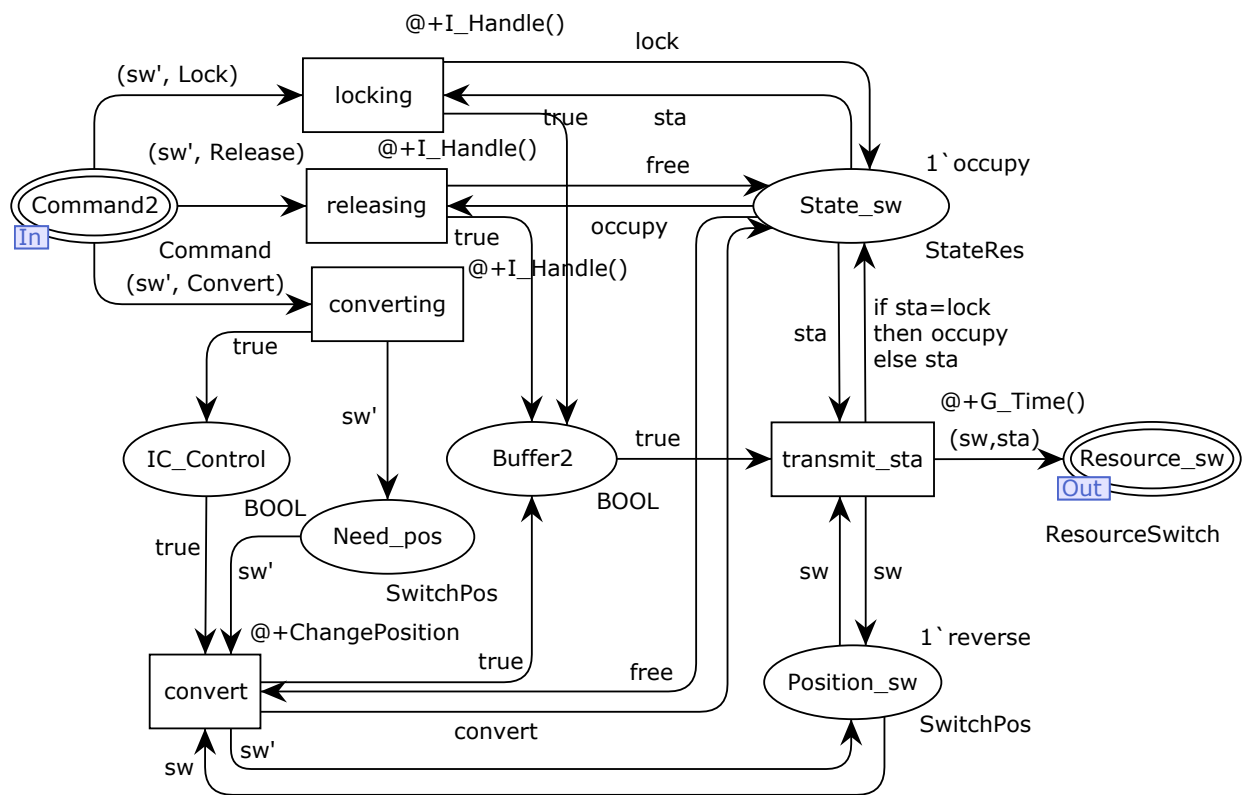 @+I_Handle()
lock
(sw', Lock)
locking
true
sta
(sw', Release)
@+I_Handle()
free
1`occupy
Command2
releasing
State_sw
In
true
occupy
Command
StateRes
@+I_Handle()
(sw', Convert)
converting
if sta=lock
then occupy
else sta
true
sta
@+G_Time()
sw'
true
(sw,sta)
IC_Control
Buffer2
transmit_sta
Resource_sw
Out
BOOL
BOOL
Need_pos
ResourceSwitch
true
sw'
sw
sw
SwitchPos
@+ChangePosition
1`reverse
true
free
convert
Position_sw
SwitchPos
convert
sw'
sw